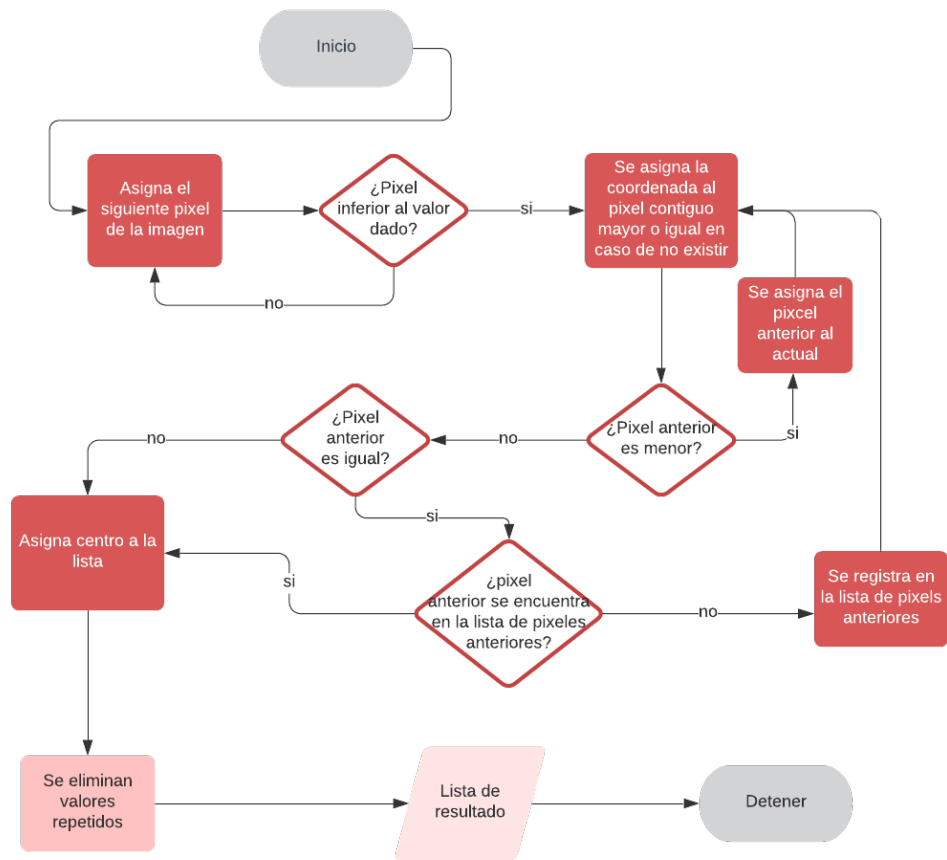 Inicio
Asigna el
siguiente pixel
de la imagen
¿Pixel
inferior al valor
dado?
si
no
Se asigna la
coordenada al
pixel contiguo
mayor o igual en
caso de no existir
Se asigna el
pixcel
anterior al
actual
¿Pixel anterior
es menor?
si
no
¿Pixel
anterior
es igual?
no
si
Asigna centro a la
lista
¿pixel
anterior se encuentra
en la lista de pixeles
anteriores?
si
no
Se registra en
la lista de pixels
anteriores
Se eliminan
valores
repetidos
Lista de
resultado
Detener